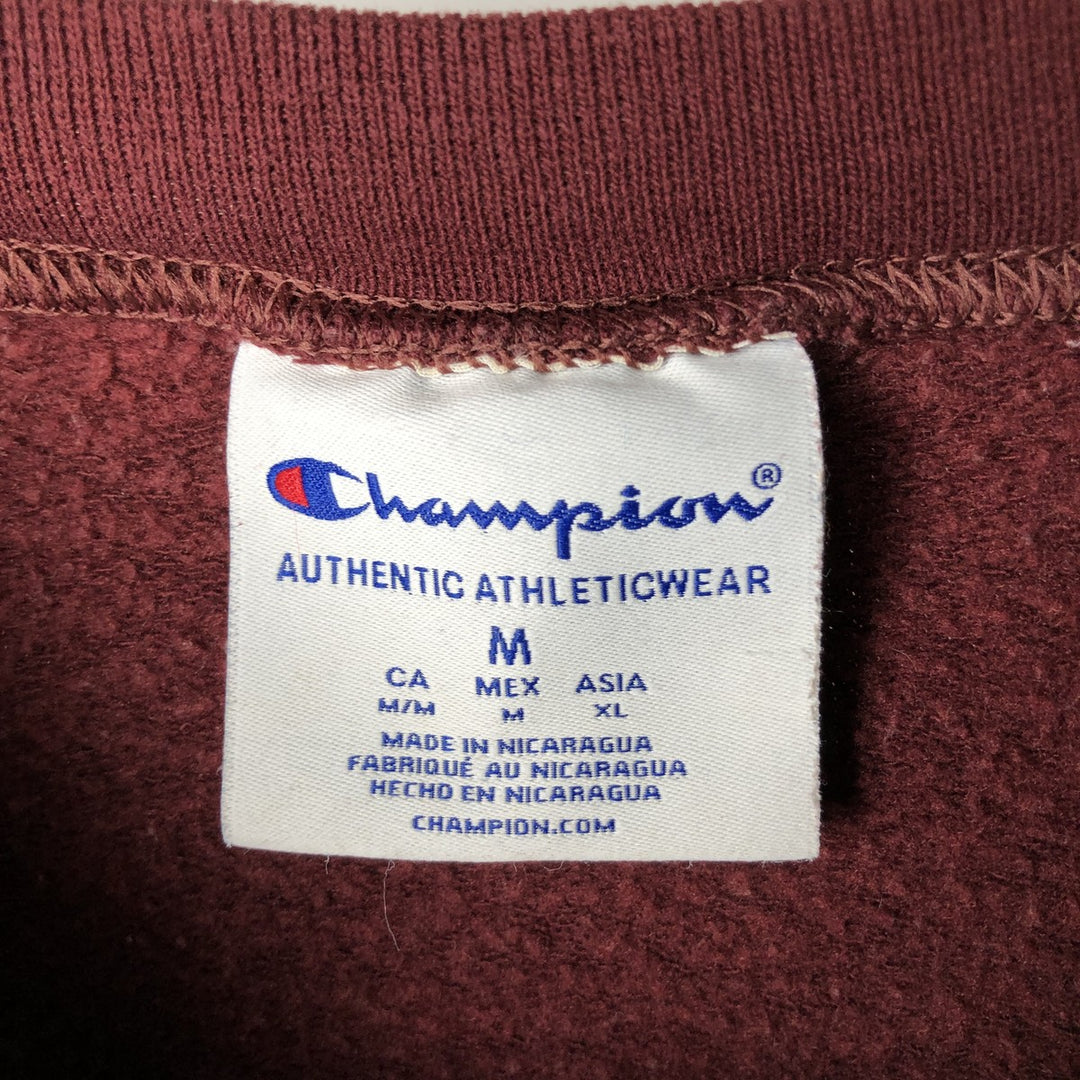 Champion®
AUTHENTIC ATHLETICWEAR
M
CA MEX ASIA
M/M M XL
MADE IN NICARAGUA
FABRIQUÉ AU NICARAGUA
HECHO EN NICARAGUA
CHAMPION.COM